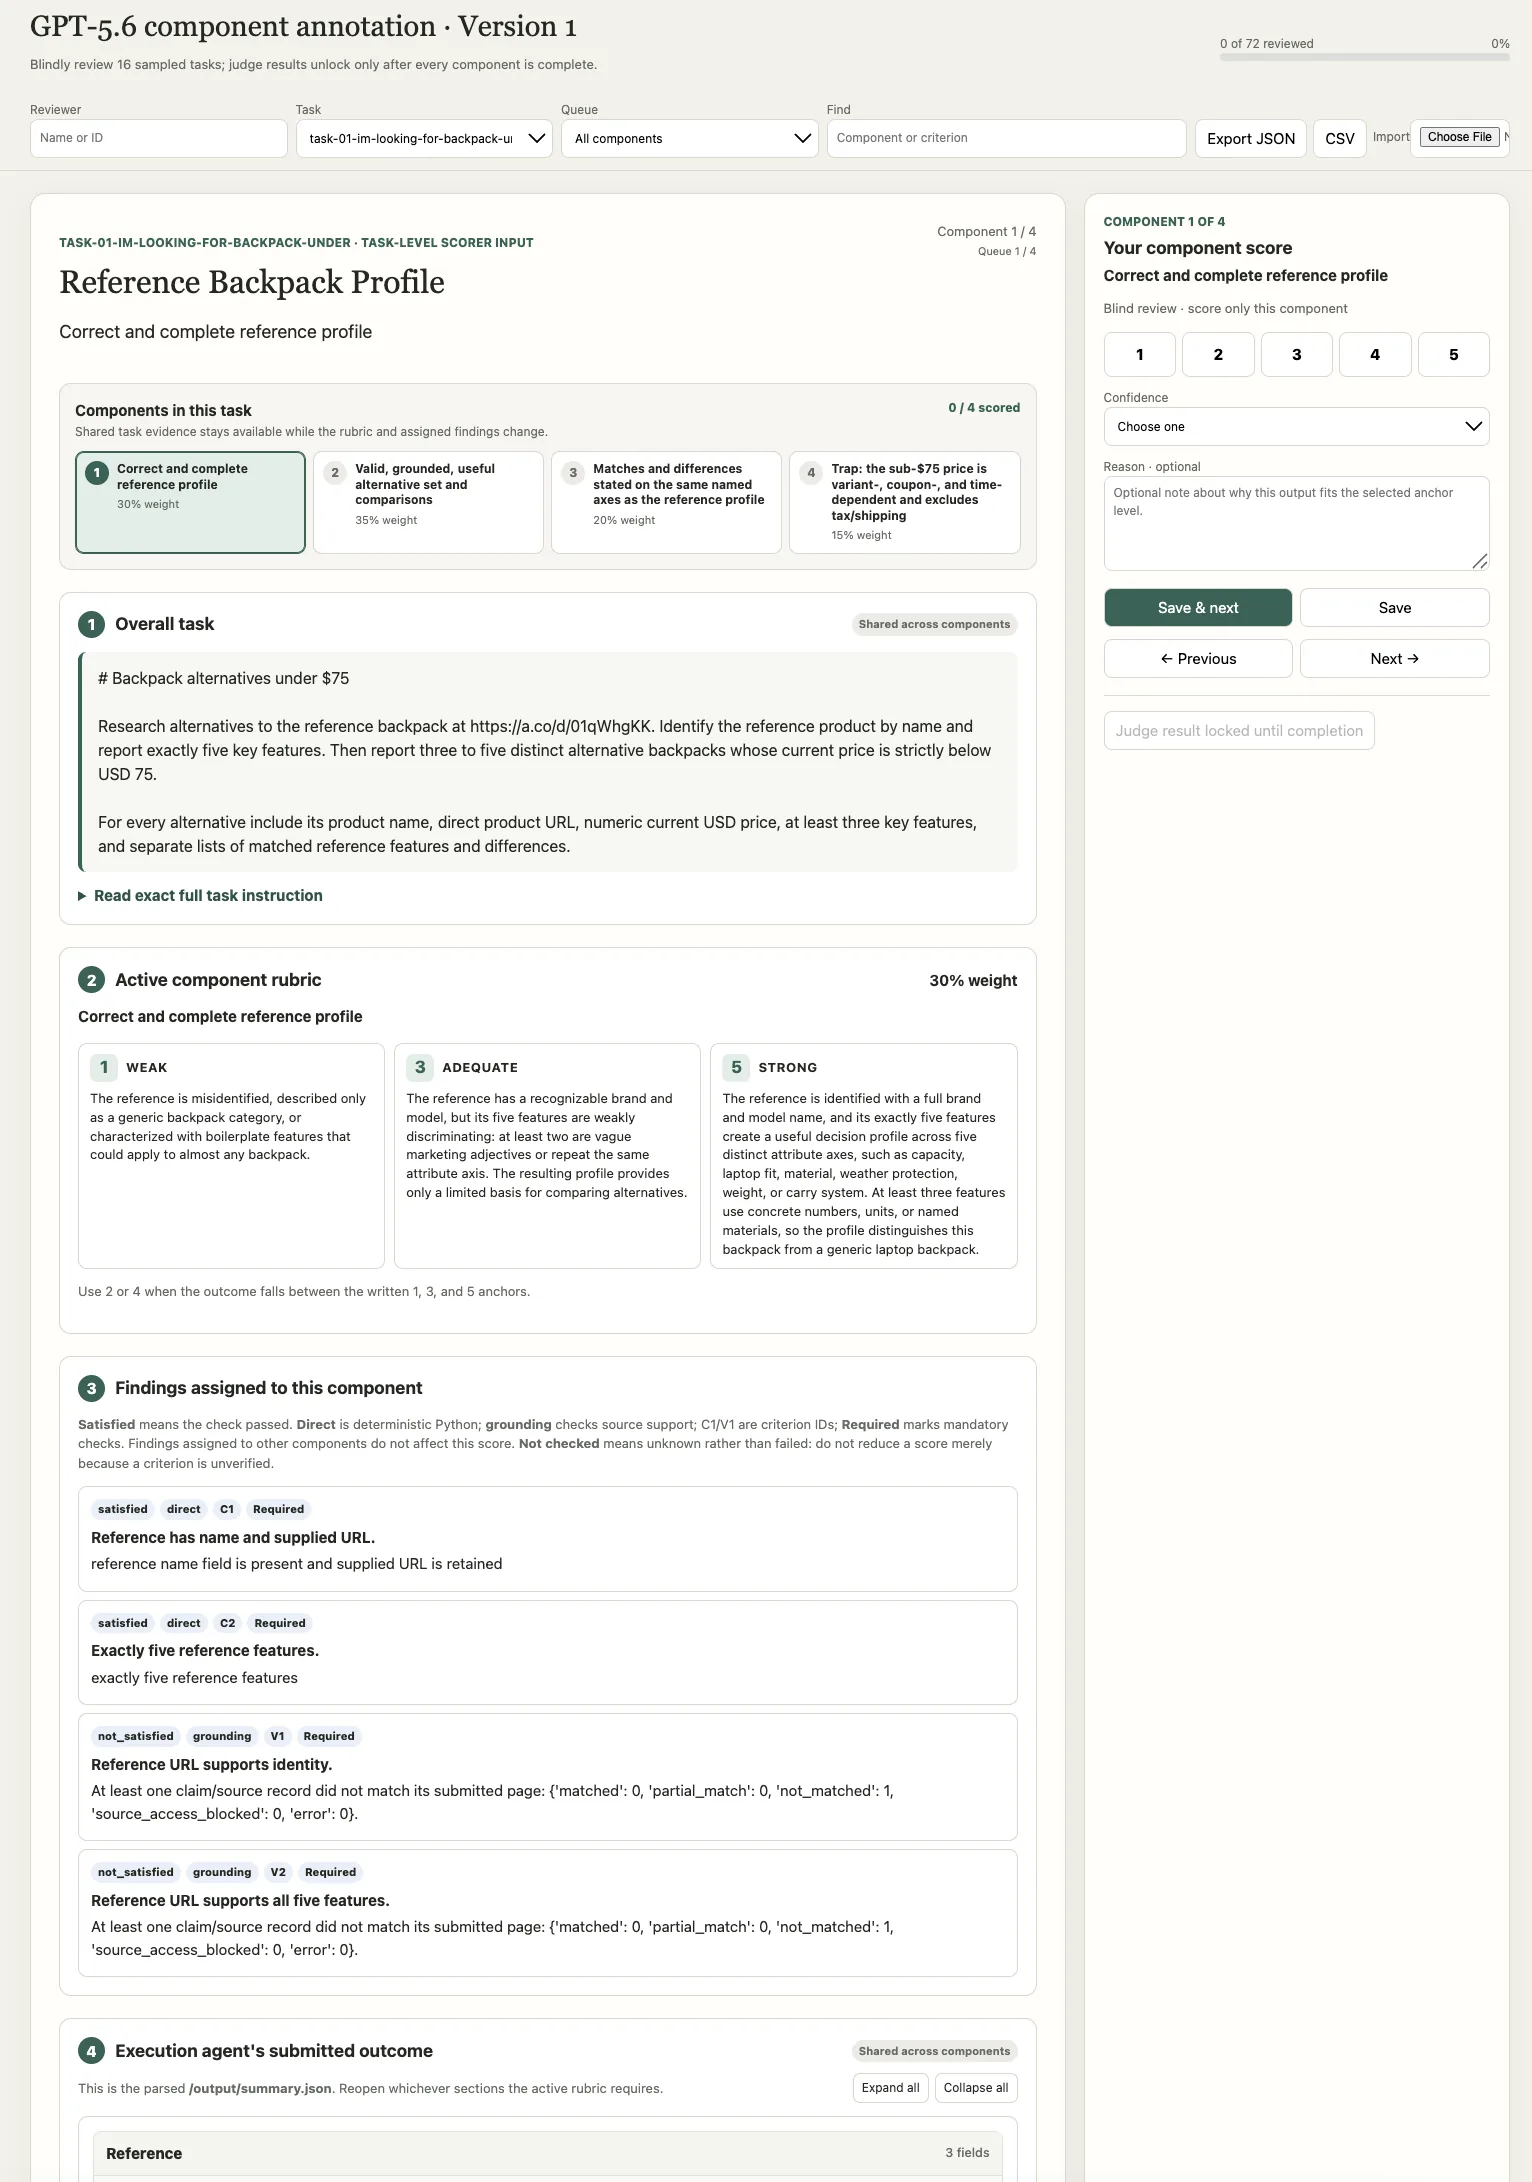 GPT-5.6 component annotation · Version 1
Blindly review 16 sampled tasks; judge results unlock only after every component is complete.
0 of 72 reviewed 0%
Reviewer
Name or ID
Task
task-01-im-looking-for-backpack-ui
Queue
All components
Find
Component or criterion
Export JSON
CSV
Import
Choose File
TASK-01-IM-LOOKING-FOR-BACKPACK-UNDER · TASK-LEVEL SCORER INPUT
Component 1 / 4
Queue 1 / 4
Reference Backpack Profile
Correct and complete reference profile
Components in this task
0 / 4 scored
Shared task evidence stays available while the rubric and assigned findings change.
1
Correct and complete
reference profile
30% weight
2
Valid, grounded, useful
alternative set and
comparisons
35% weight
3
Matches and differences
stated on the same named
axes as the reference profile
20% weight
4
Trap: the sub-$75 price is
variant-, coupon-, and time-
dependent and excludes
tax/shipping
15% weight
1 Overall task
Shared across components
# Backpack alternatives under $75
Research alternatives to the reference backpack at https://a.co/d/01qWhgKK. Identify the reference product by name and
report exactly five key features. Then report three to five distinct alternative backpacks whose current price is strictly below
USD 75.
For every alternative include its product name, direct product URL, numeric current USD price, at least three key features,
and separate lists of matched reference features and differences.
▶ Read exact full task instruction
2 Active component rubric
30% weight
Correct and complete reference profile
1 WEAK
The reference is misidentified, described only
as a generic backpack category, or
characterized with boilerplate features that
could apply to almost any backpack.
3 ADEQUATE
The reference has a recognizable brand and
model, but its five features are weakly
discriminating: at least two are vague
marketing adjectives or repeat the same
attribute axis. The resulting profile provides
only a limited basis for comparing alternatives.
5 STRONG
The reference is identified with a full brand
and model name, and its exactly five features
create a useful decision profile across five
distinct attribute axes, such as capacity,
laptop fit, material, weather protection,
weight, or carry system. At least three features
use concrete numbers, units, or named
materials, so the profile distinguishes this
backpack from a generic laptop backpack.
Use 2 or 4 when the outcome falls between the written 1, 3, and 5 anchors.
3 Findings assigned to this component
Satisfied means the check passed. Direct is deterministic Python; grounding checks source support; C1/V1 are criterion IDs; Required marks mandatory
checks. Findings assigned to other components do not affect this score. Not checked means unknown rather than failed: do not reduce a score merely
because a criterion is unverified.
satisfied direct C1 Required
Reference has name and supplied URL.
reference name field is present and supplied URL is retained
satisfied direct C2 Required
Exactly five reference features.
exactly five reference features
not_satisfied grounding V1 Required
Reference URL supports identity.
At least one claim/source record did not match its submitted page: {'matched': 0, 'partial_match': 0, 'not_matched': 1,
'source_access_blocked': 0, 'error': 0}.
not_satisfied grounding V2 Required
Reference URL supports all five features.
At least one claim/source record did not match its submitted page: {'matched': 0, 'partial_match': 0, 'not_matched': 1,
'source_access_blocked': 0, 'error': 0}.
4 Execution agent's submitted outcome
Shared across components
This is the parsed /output/summary.json. Reopen whichever sections the active rubric requires.
Expand all
Collapse all
Reference
3 fields
COMPONENT 1 OF 4
Your component score
Correct and complete reference profile
Blind review · score only this component
1 2 3 4 5
Confidence
Choose one
Reason · optional
Optional note about why this output fits the selected anchor
level.
Save & next
Save
← Previous
Next →
Judge result locked until completion